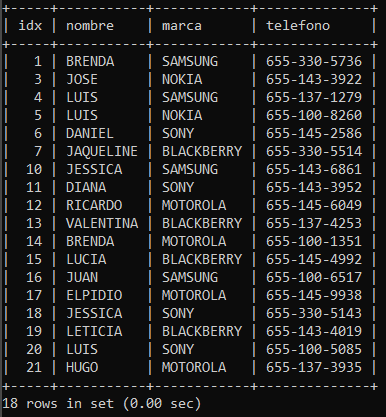 +-----+-----------+------------+--------------+
| idx | nombre    | marca      | telefono     |
+-----+-----------+------------+--------------+
|   1 | BRENDA    | SAMSUNG    | 655-330-5736 |
|   3 | JOSE      | NOKIA      | 655-143-3922 |
|   4 | LUIS      | SAMSUNG    | 655-137-1279 |
|   5 | LUIS      | NOKIA      | 655-100-8260 |
|   6 | DANIEL    | SONY       | 655-145-2586 |
|   7 | JAQUELINE | BLACKBERRY | 655-330-5514 |
|  10 | JESSICA   | SAMSUNG    | 655-143-6861 |
|  11 | DIANA     | SONY       | 655-143-3952 |
|  12 | RICARDO   | MOTOROLA   | 655-145-6049 |
|  13 | VALENTINA | BLACKBERRY | 655-137-4253 |
|  14 | BRENDA    | MOTOROLA   | 655-100-1351 |
|  15 | LUCIA     | BLACKBERRY | 655-145-4992 |
|  16 | JUAN      | SAMSUNG    | 655-100-6517 |
|  17 | ELPIDIO   | MOTOROLA   | 655-145-9938 |
|  18 | JESSICA   | SONY       | 655-330-5143 |
|  19 | LETICIA   | BLACKBERRY | 655-143-4019 |
|  20 | LUIS      | SONY       | 655-100-5085 |
|  21 | HUGO      | MOTOROLA   | 655-137-3935 |
+-----+-----------+------------+--------------+
18 rows in set (0.00 sec)